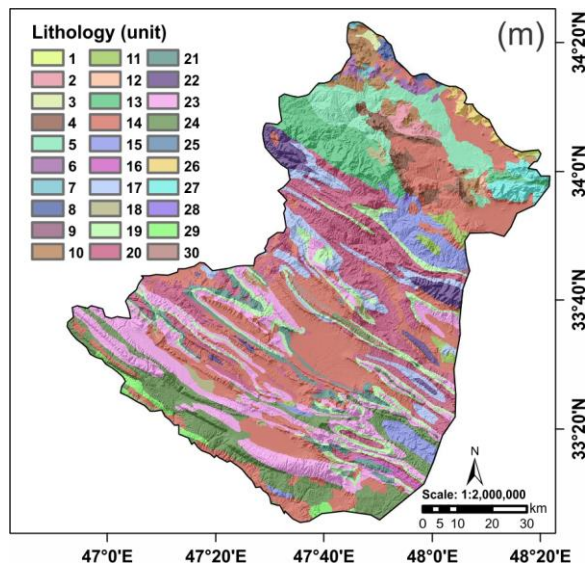 (m)
Lithology (unit)
1 11 21
2 12 22
3 13 23
4 14 24
5 15 25
6 16 26
7 17 27
8 18 28
9 19 29
10 20 30
34°20'N
34°0'N
33°40'N
33°20'N
N
Scale: 1:2,000,000
km
0 5 10 20 30
47°0'E 47°20'E 47°40'E 48°0'E 48°20'E